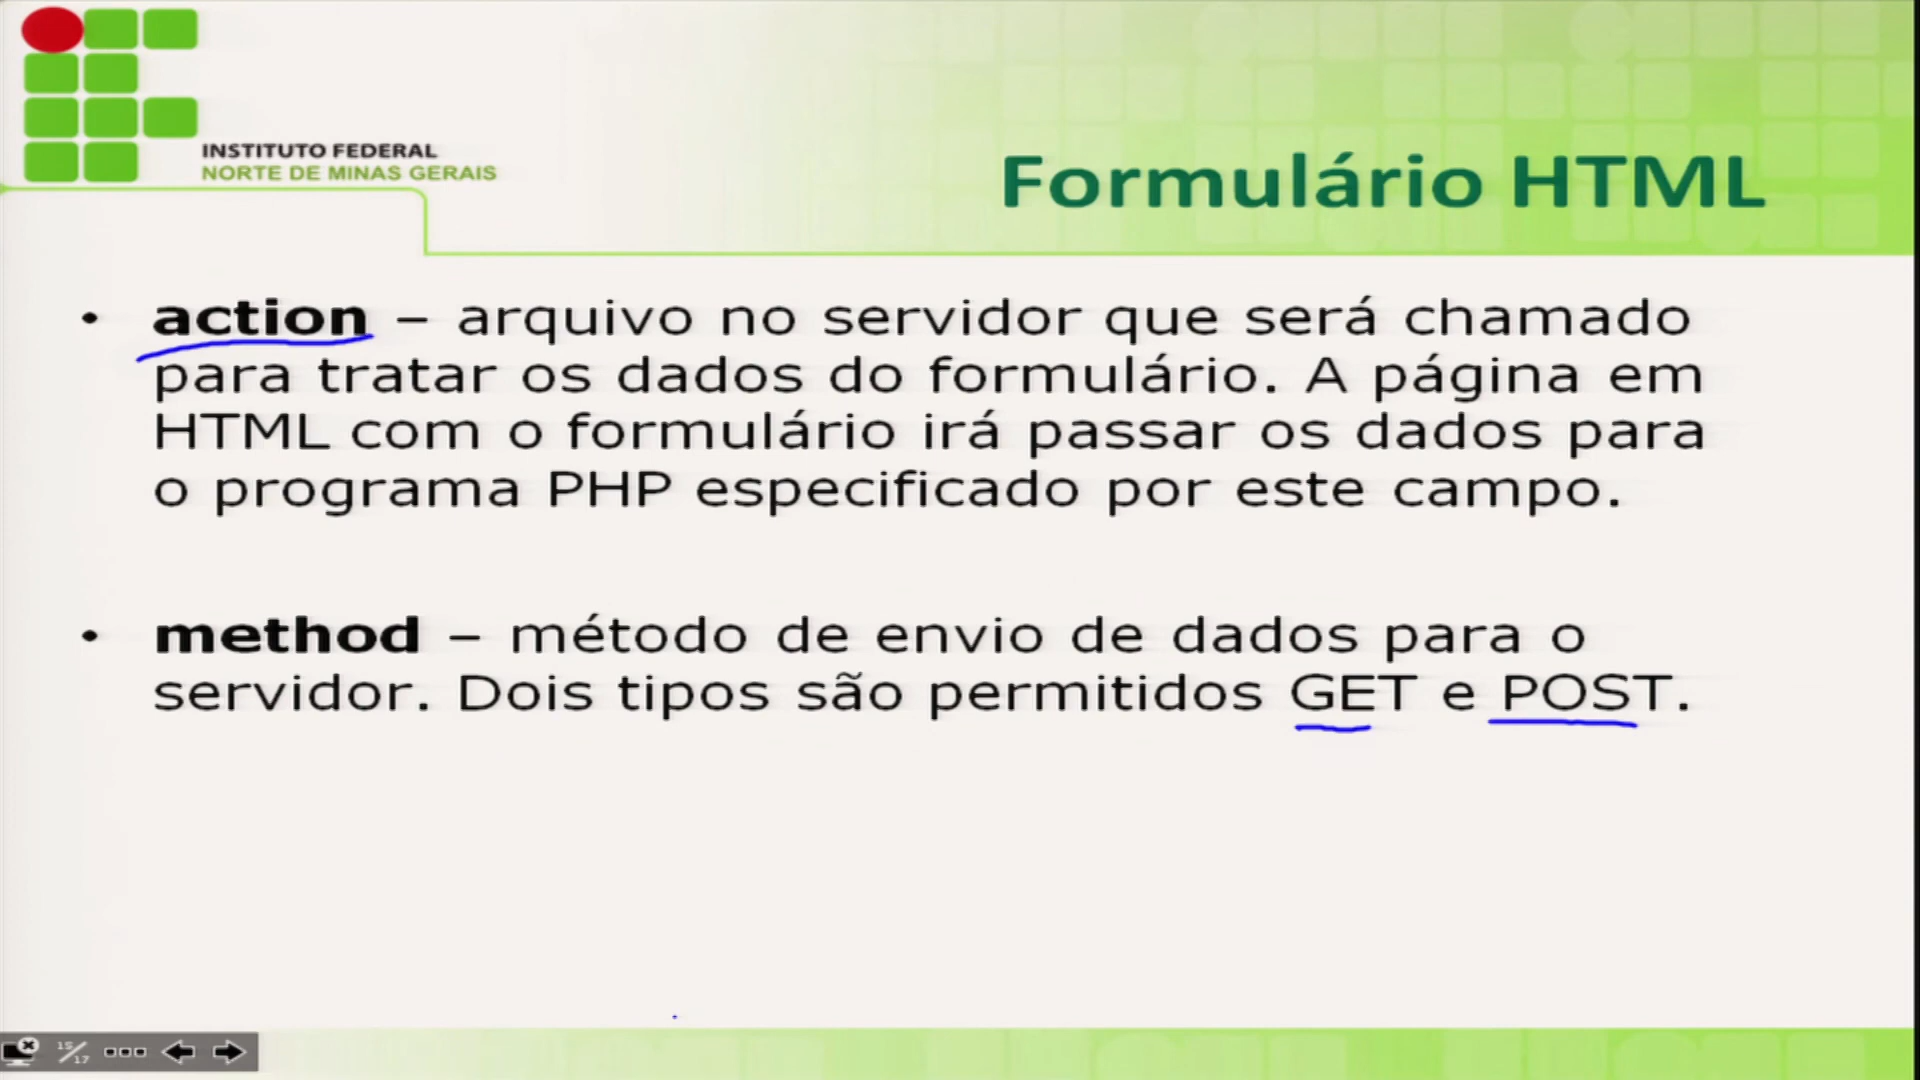 INSTITUTO FEDERAL
NORTE DE MINAS GERAIS
Formulário HTML
• action – arquivo no servidor que será chamado
para tratar os dados do formulário. A página em
HTML com o formulário irá passar os dados para
o programa PHP especificado por este campo.
• method – método de envio de dados para o
servidor. Dois tipos são permitidos GET e POST.
15/17